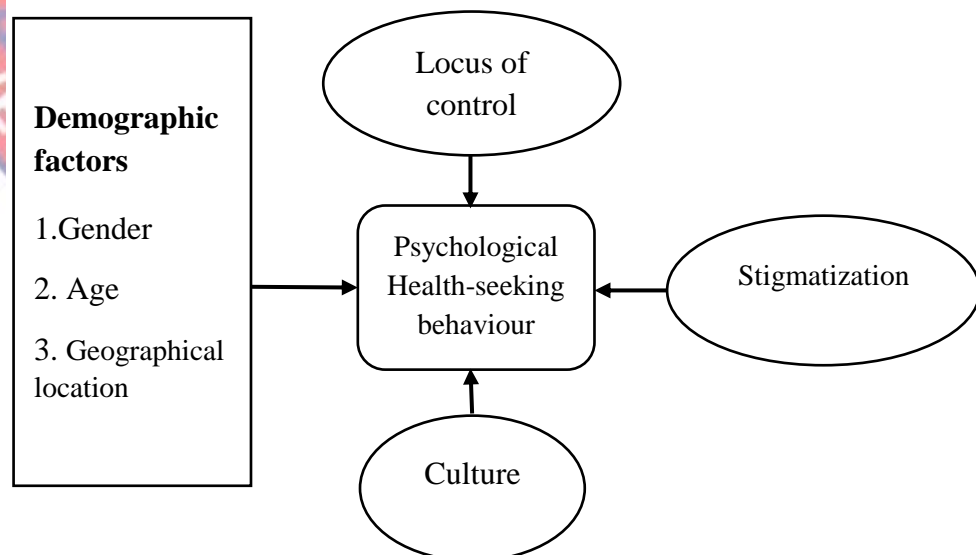 Demographic
factors
1.Gender
2. Age
3. Geographical
location
Locus of
control
Psychological
Health-seeking
behaviour
Stigmatization
Culture